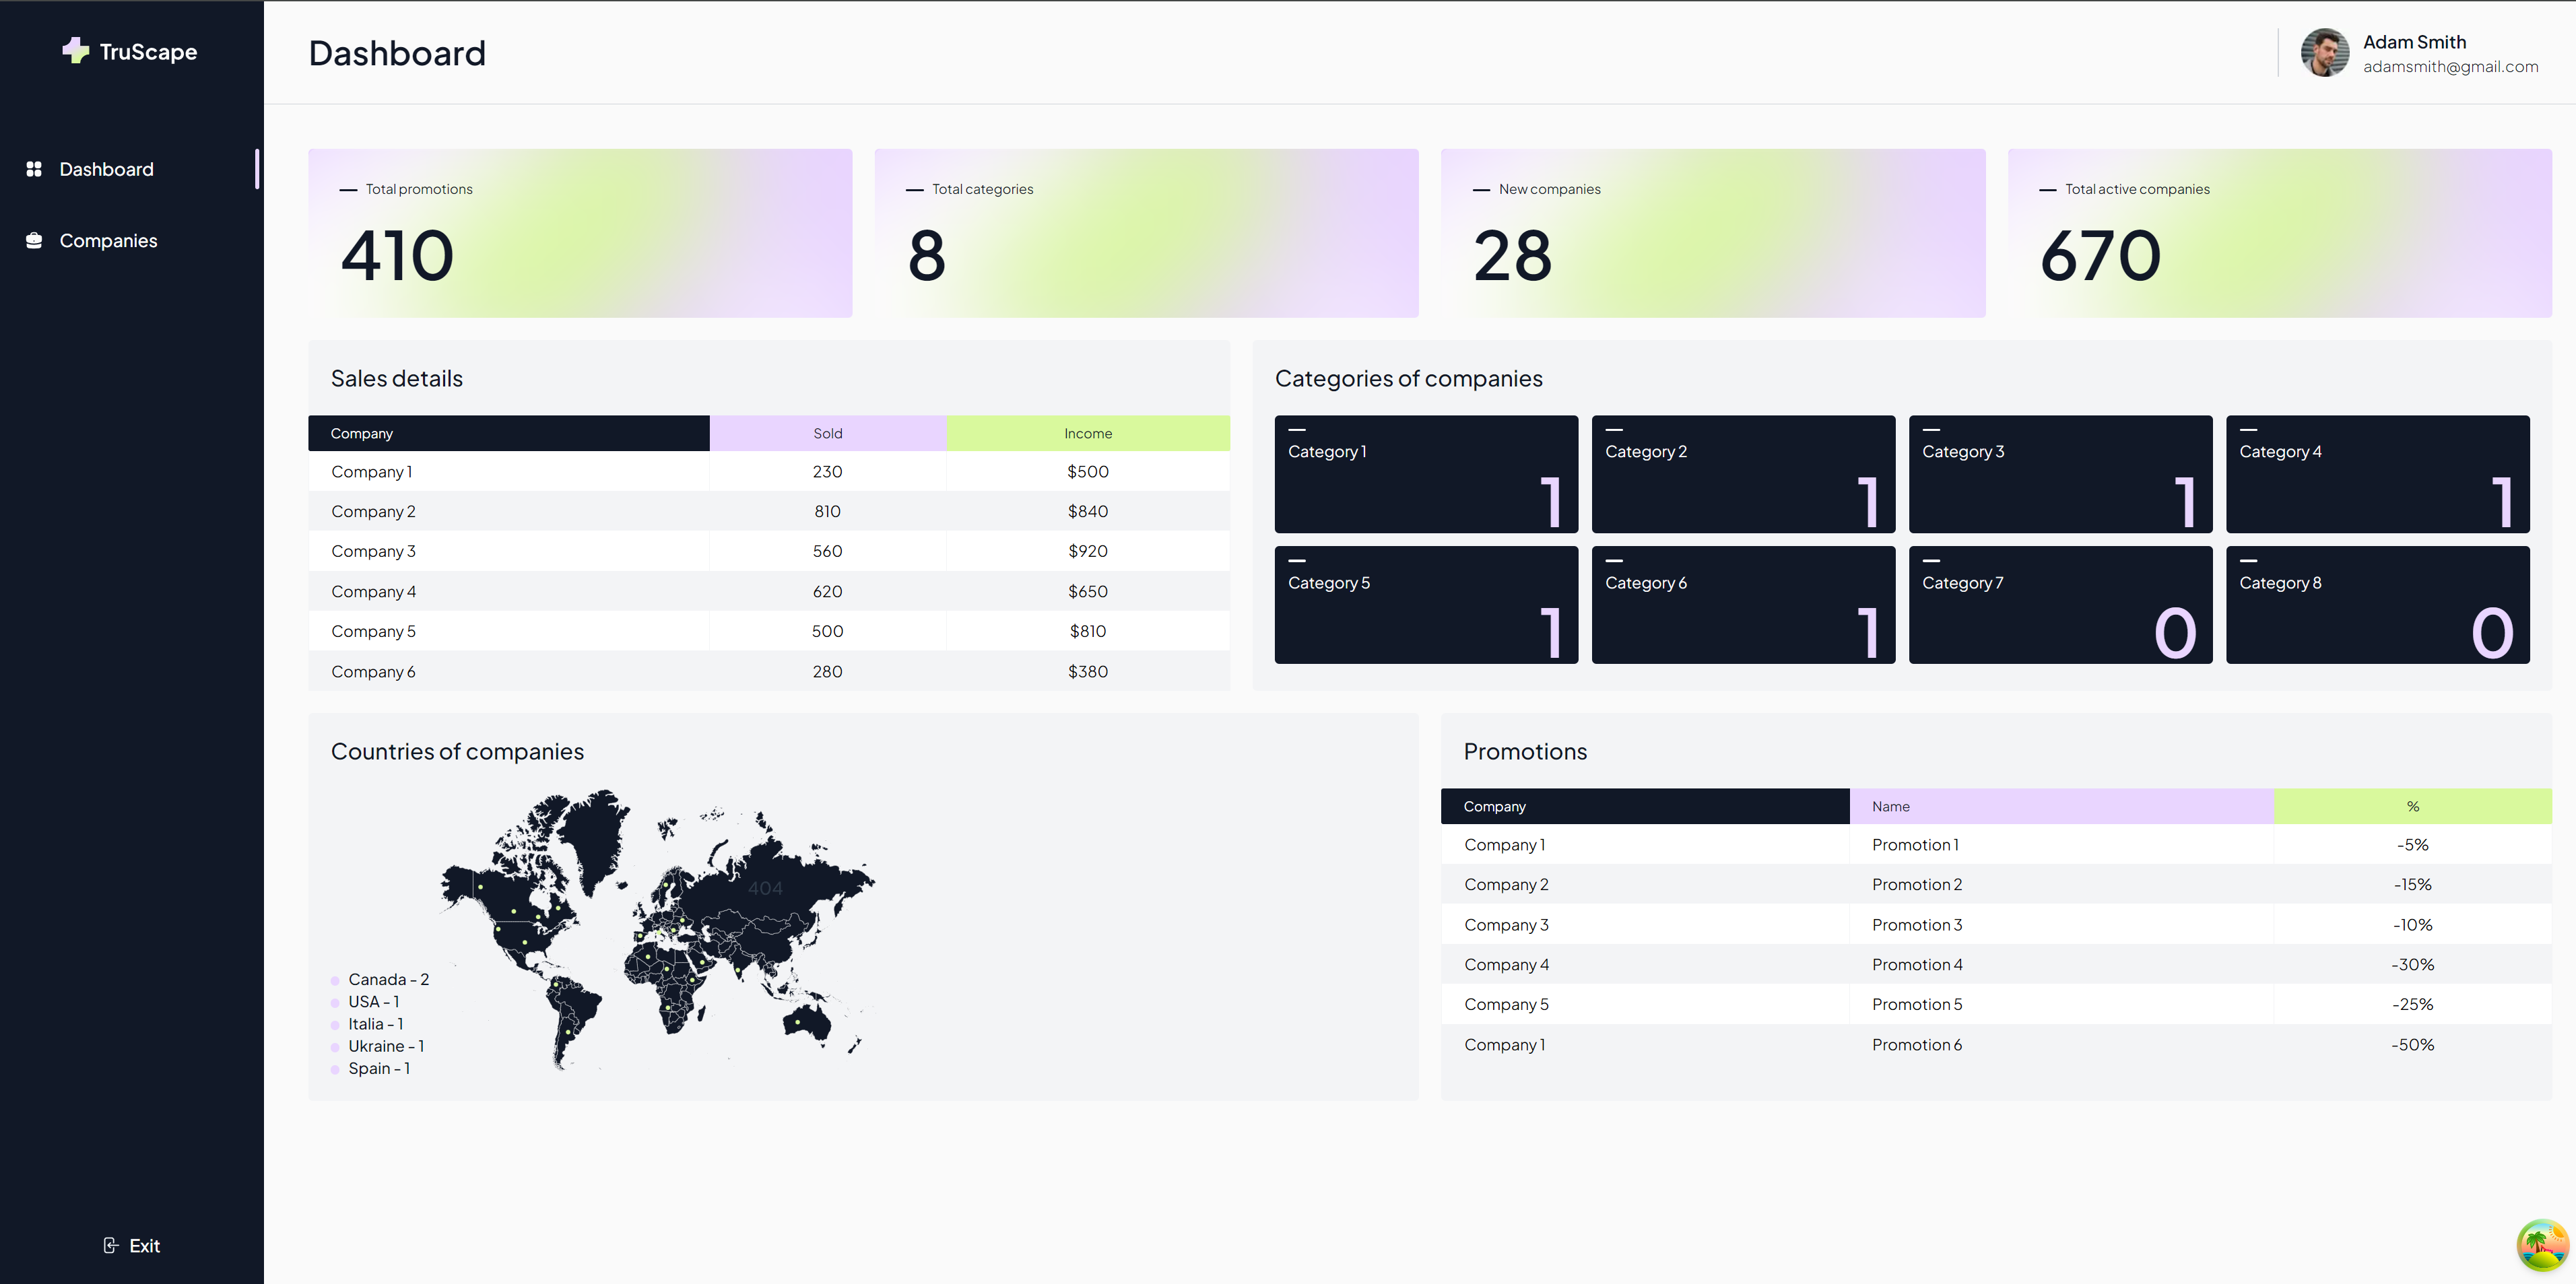 TruScape
Dashboard
Companies
Exit
Dashboard
Adam Smith
adamsmith@gmail.com
Total promotions
410
Total categories
8
New companies
28
Total active companies
670
Sales details
Company Sold Income
Company 1 230 $500
Company 2 810 $840
Company 3 560 $920
Company 4 620 $650
Company 5 500 $810
Company 6 280 $380
Categories of companies
Category 1
1
Category 2
1
Category 3
1
Category 4
1
Category 5
1
Category 6
1
Category 7
0
Category 8
0
Countries of companies
404
Canada - 2
USA - 1
Italia - 1
Ukraine - 1
Spain - 1
Promotions
Company Name %
Company 1 Promotion 1 -5%
Company 2 Promotion 2 -15%
Company 3 Promotion 3 -10%
Company 4 Promotion 4 -30%
Company 5 Promotion 5 -25%
Company 1 Promotion 6 -50%